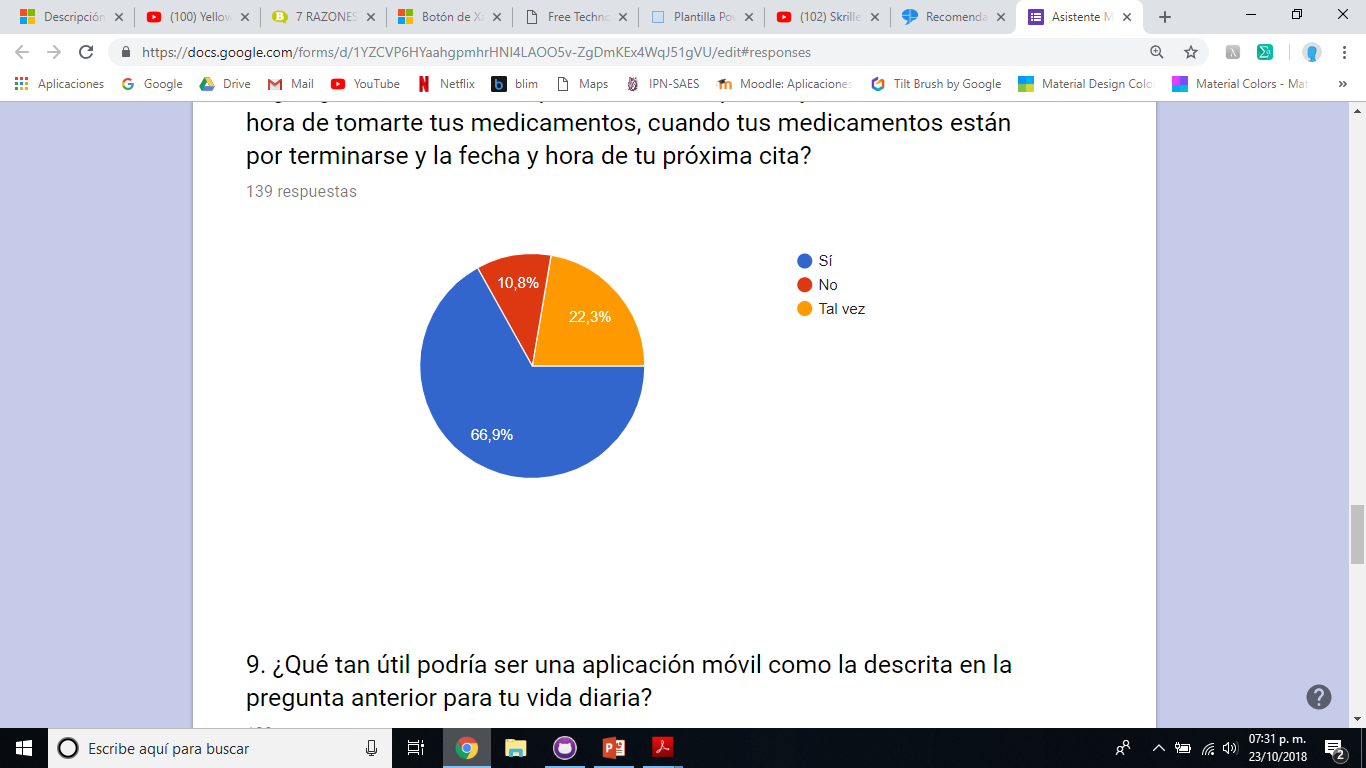 Descripción
(100) Yellow
7 RAZONES
Botón de Xa
Free Techno
Plantilla Pow
(102) Skrille
Recomenda
Asistente M
https://docs.google.com/forms/d/1YZCVP6HYaahgpmhrHNI4LAOO5v-ZgDmKEx4WqJ51gVU/edit#responses
Aplicaciones Google Drive Mail YouTube Netflix blim Maps IPN-SAES Moodle: Aplicaciones Tilt Brush by Google Material Design Colo Material Colors - Mat »
hora de tomarte tus medicamentos, cuando tus medicamentos están
por terminarse y la fecha y hora de tu próxima cita?
139 respuestas
Sí
No
Tal vez
10,8%
22,3%
66,9%
9. ¿Qué tan útil podría ser una aplicación móvil como la descrita en la
pregunta anterior para tu vida diaria?
Escribe aquí para buscar
07:31 p. m.
23/10/2018
2